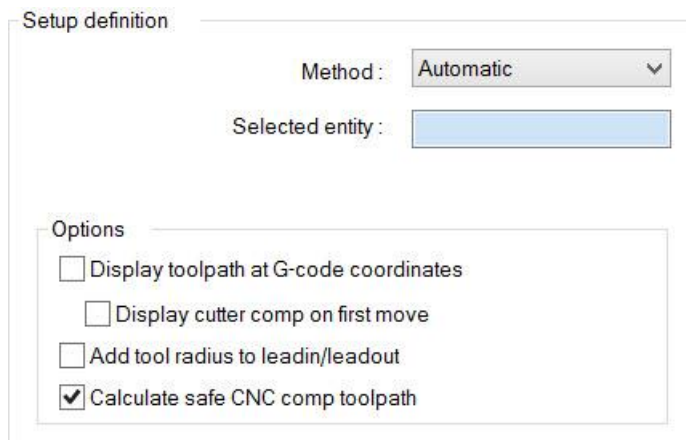 Setup definition
Method :
Automatic
Selected entity :
Options
Display toolpath at G-code coordinates
Display cutter comp on first move
Add tool radius to leadin/leadout
Calculate safe CNC comp toolpath